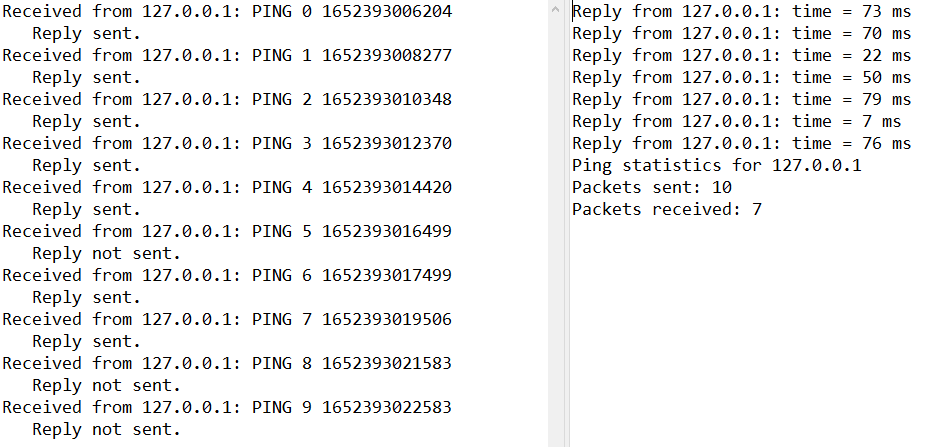 Received from 127.0.0.1: PING 0 1652393006204
   Reply sent.
Received from 127.0.0.1: PING 1 1652393008277
   Reply sent.
Received from 127.0.0.1: PING 2 1652393010348
   Reply sent.
Received from 127.0.0.1: PING 3 1652393012370
   Reply sent.
Received from 127.0.0.1: PING 4 1652393014420
   Reply sent.
Received from 127.0.0.1: PING 5 1652393016499
   Reply not sent.
Received from 127.0.0.1: PING 6 1652393017499
   Reply sent.
Received from 127.0.0.1: PING 7 1652393019506
   Reply sent.
Received from 127.0.0.1: PING 8 1652393021583
   Reply not sent.
Received from 127.0.0.1: PING 9 1652393022583
   Reply not sent.
Reply from 127.0.0.1: time = 73 ms
Reply from 127.0.0.1: time = 70 ms
Reply from 127.0.0.1: time = 22 ms
Reply from 127.0.0.1: time = 50 ms
Reply from 127.0.0.1: time = 79 ms
Reply from 127.0.0.1: time = 7 ms
Reply from 127.0.0.1: time = 76 ms
Ping statistics for 127.0.0.1
Packets sent: 10
Packets received: 7